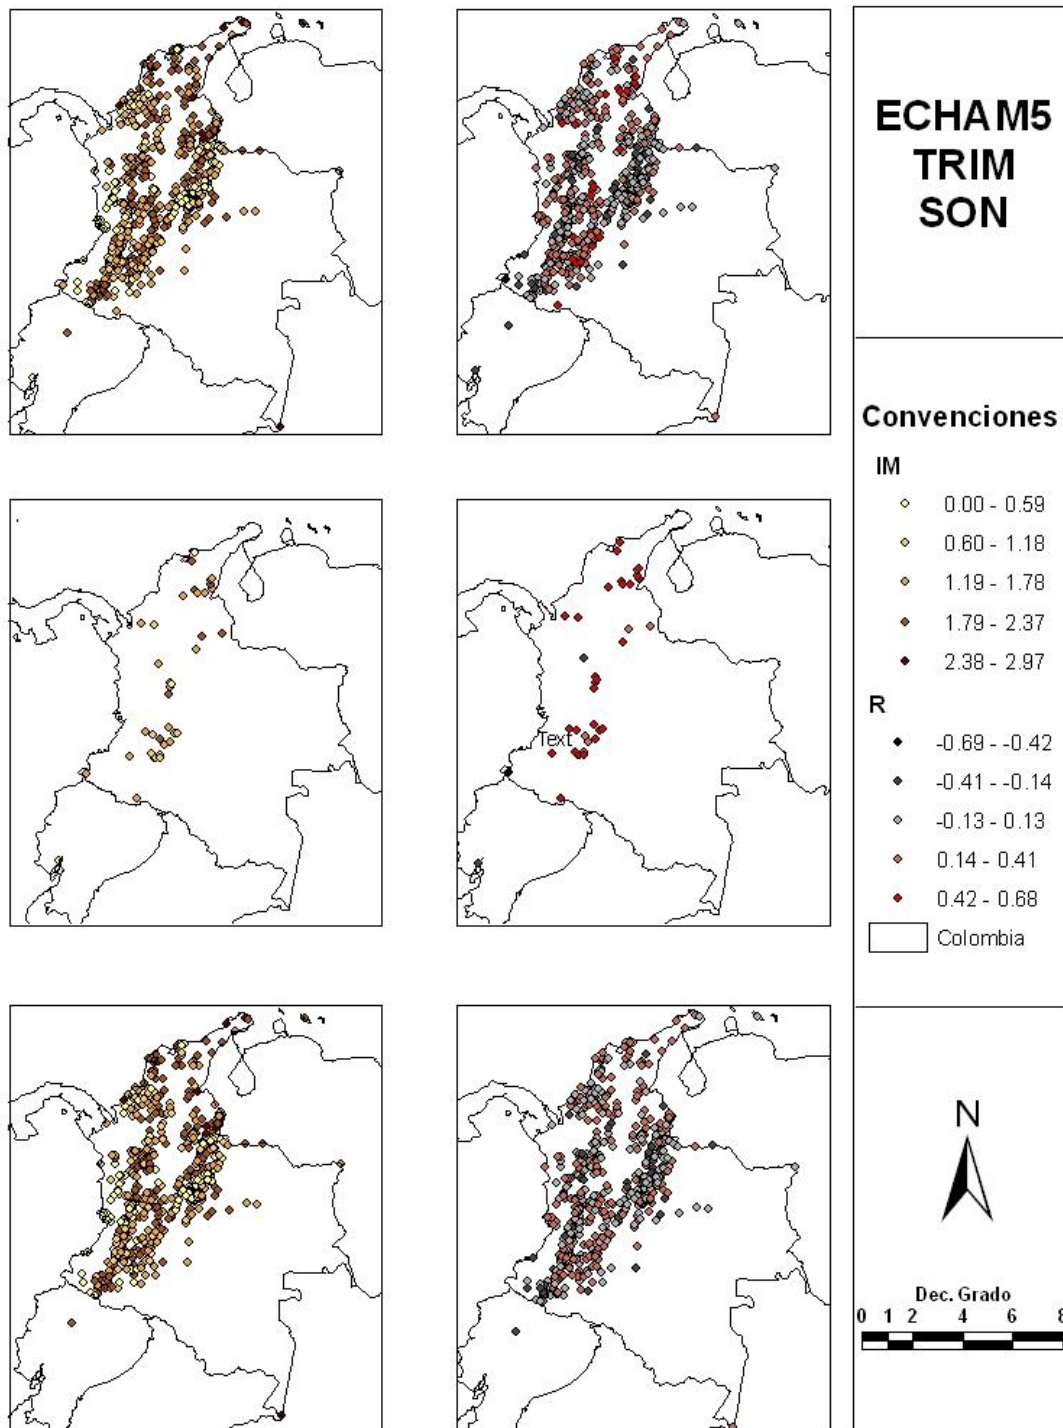 ECHAM5
TRIM
SON
Convenciones
IM
0.00 - 0.59
0.60 - 1.18
1.19 - 1.78
1.79 - 2.37
2.38 - 2.97
R
-0.69 - -0.42
-0.41 - -0.14
-0.13 - 0.13
0.14 - 0.41
0.42 - 0.68
Colombia
Text
N
Dec. Grado
0 1 2 4 6 8